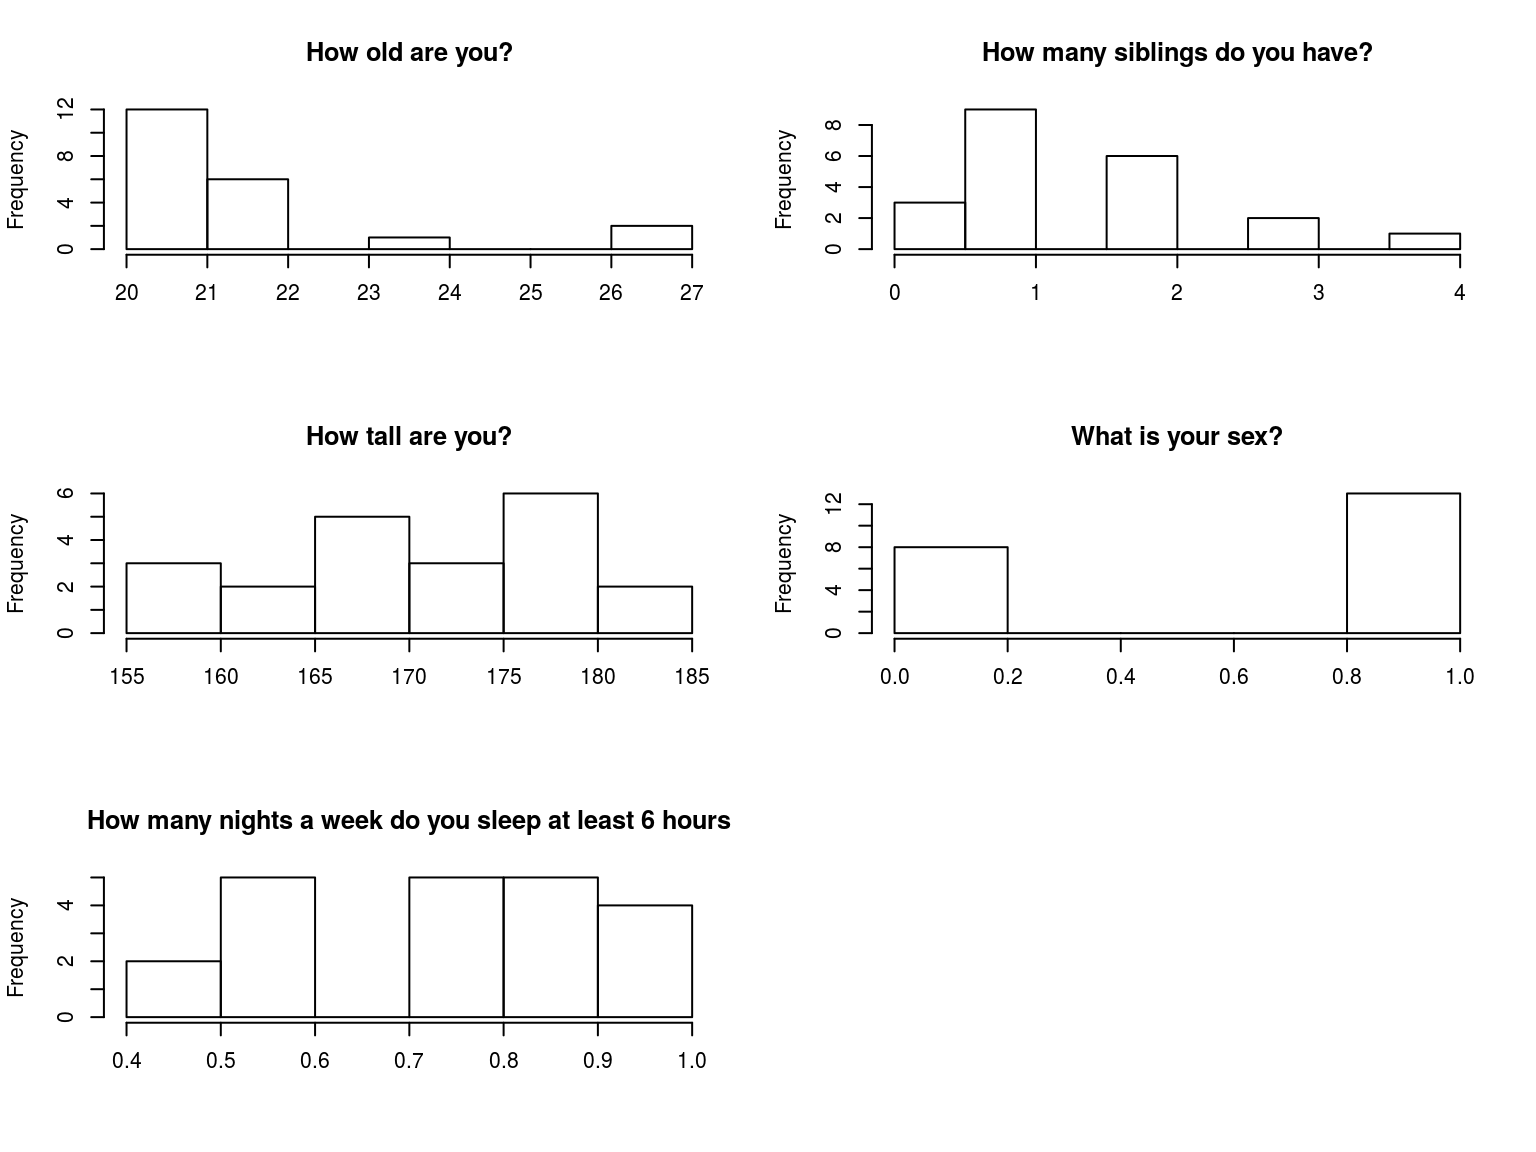 How old are you?
Frequency
12
8
4
0
20 21 22 23 24 25 26 27
How many siblings do you have?
Frequency
8
6
4
2
0
0 1 2 3 4
How tall are you?
Frequency
6
4
2
0
155 160 165 170 175 180 185
What is your sex?
Frequency
12
8
4
0
0.0 0.2 0.4 0.6 0.8 1.0
How many nights a week do you sleep at least 6 hours
Frequency
4
2
0
0.4 0.5 0.6 0.7 0.8 0.9 1.0